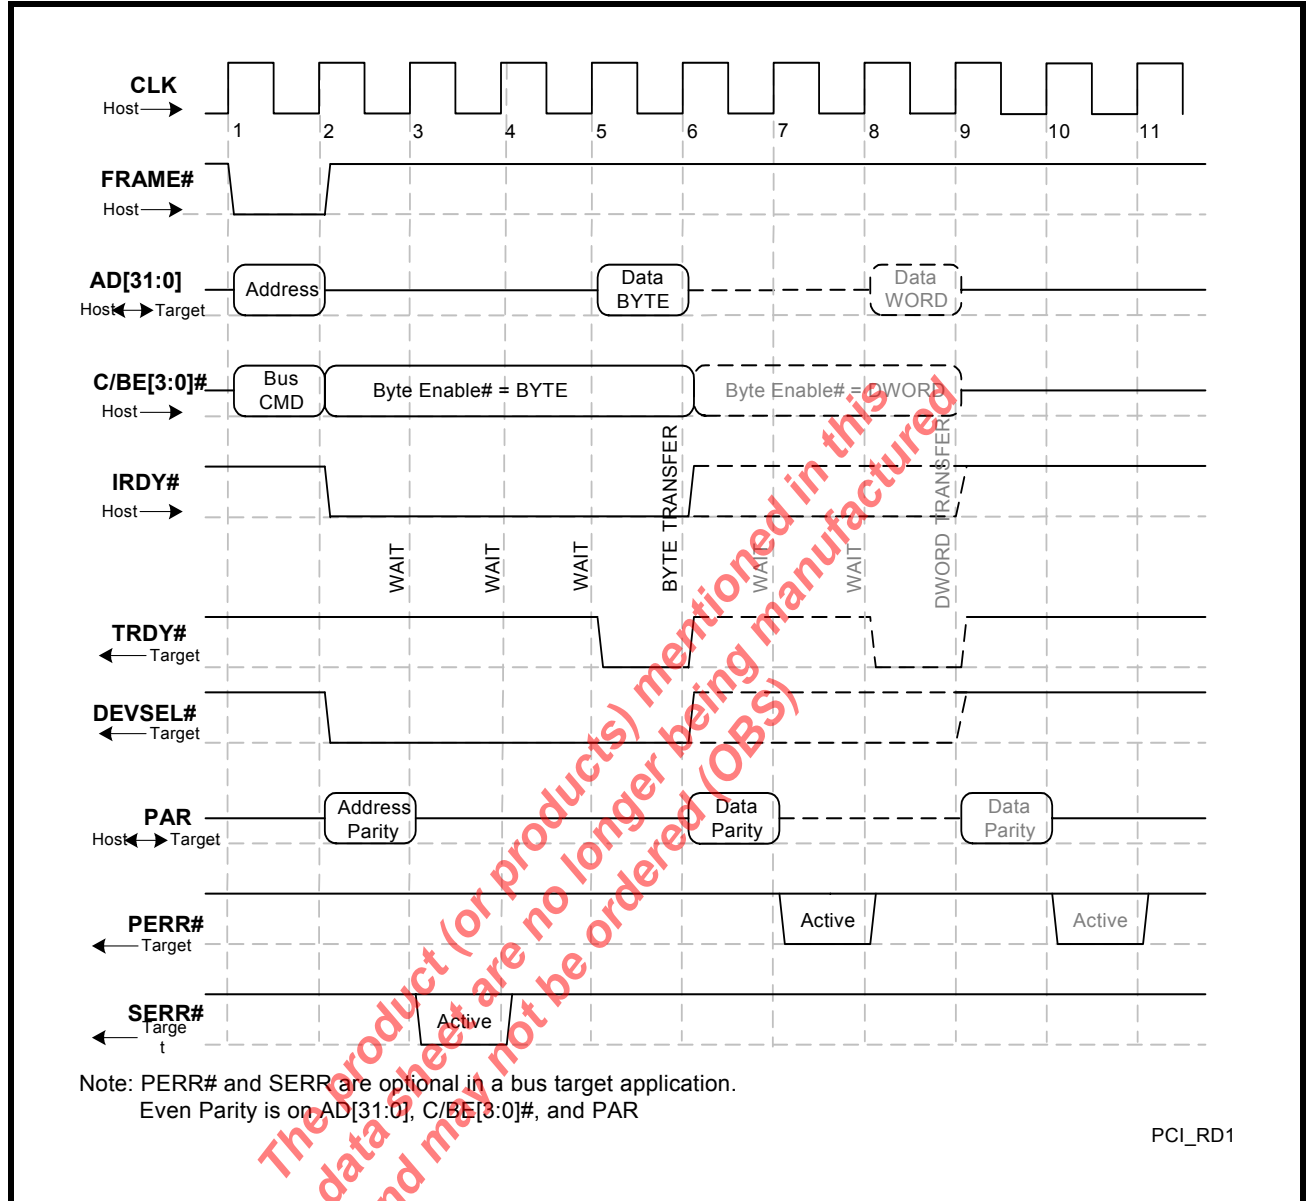 CLK
Host
1 2 3 4 5 6 7 8 9 10 11
FRAME#
Host
AD[31:0]
Host Target
Address
Data
BYTE
Data
WORD
C/BE[3:0]#
Host
Bus
CMD
Byte Enable# = BYTE
Byte Enable# = DWORD
IRDY#
Host
WAIT
WAIT
WAIT
BYTE TRANSFER
WAIT
WAIT
DWORD TRANSFER
TRDY#
Target
DEVSEL#
Target
PAR
Host Target
Address
Parity
Data
Parity
Data
Parity
PERR#
Target
Active
Active
SERR#
Targe
t
Active
Note: PERR# and SERR are optional in a bus target application.
Even Parity is on AD[31:0], C/BE[3:0]#, and PAR
PCI_RD1
The product (or products) mentioned in this
data sheet are no longer being manufactured
and may not be ordered (OBS)